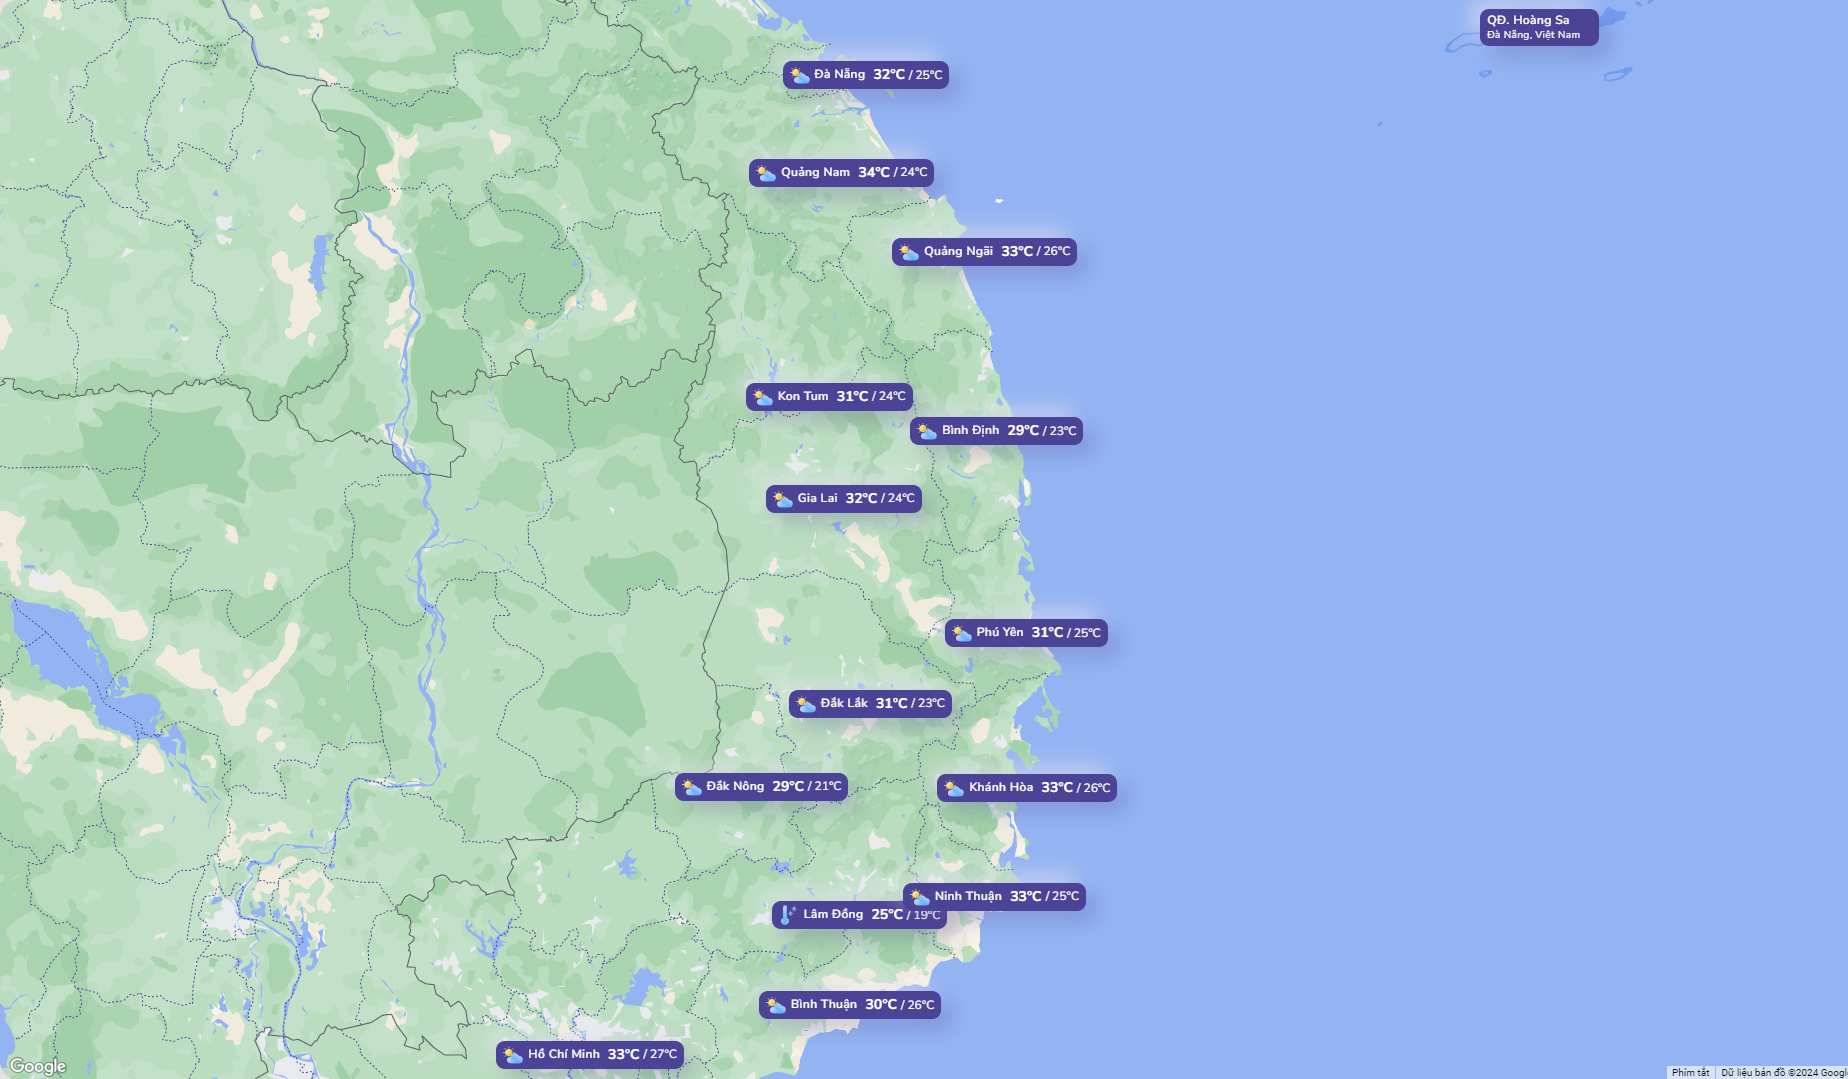 QĐ. Hoàng Sa
Đà Nẵng, Việt Nam
Đà Nẵng 32°C / 25°C
Quảng Nam 34°C / 24°C
Quảng Ngãi 33°C / 26°C
Kon Tum 31°C / 24°C
Bình Định 29°C / 23°C
Gia Lai 32°C / 24°C
Phú Yên 31°C / 25°C
Đắk Lắk 31°C / 23°C
Đắk Nông 29°C / 21°C
Khánh Hòa 33°C / 26°C
Ninh Thuận 33°C / 25°C
Lâm Đồng 25°C / 19°C
Bình Thuận 30°C / 26°C
Hồ Chí Minh 33°C / 27°C
Google
Phím tắt
Dữ liệu bản đồ ©2024 Googl